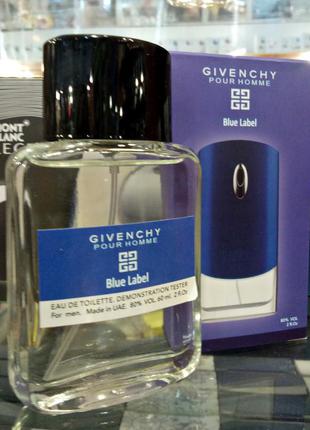 MONT
BLANC
GIVENCHY
POUR HOMME
Blue Label
80% VOL
2 fl.Oz
GIVENCHY
POUR HOMME
Blue Label
EAU DE TOILETTE. DEMONSTRATION TESTER
For men. Made in UAE. 80% VOL. 60 ml. 2 fl.Oz